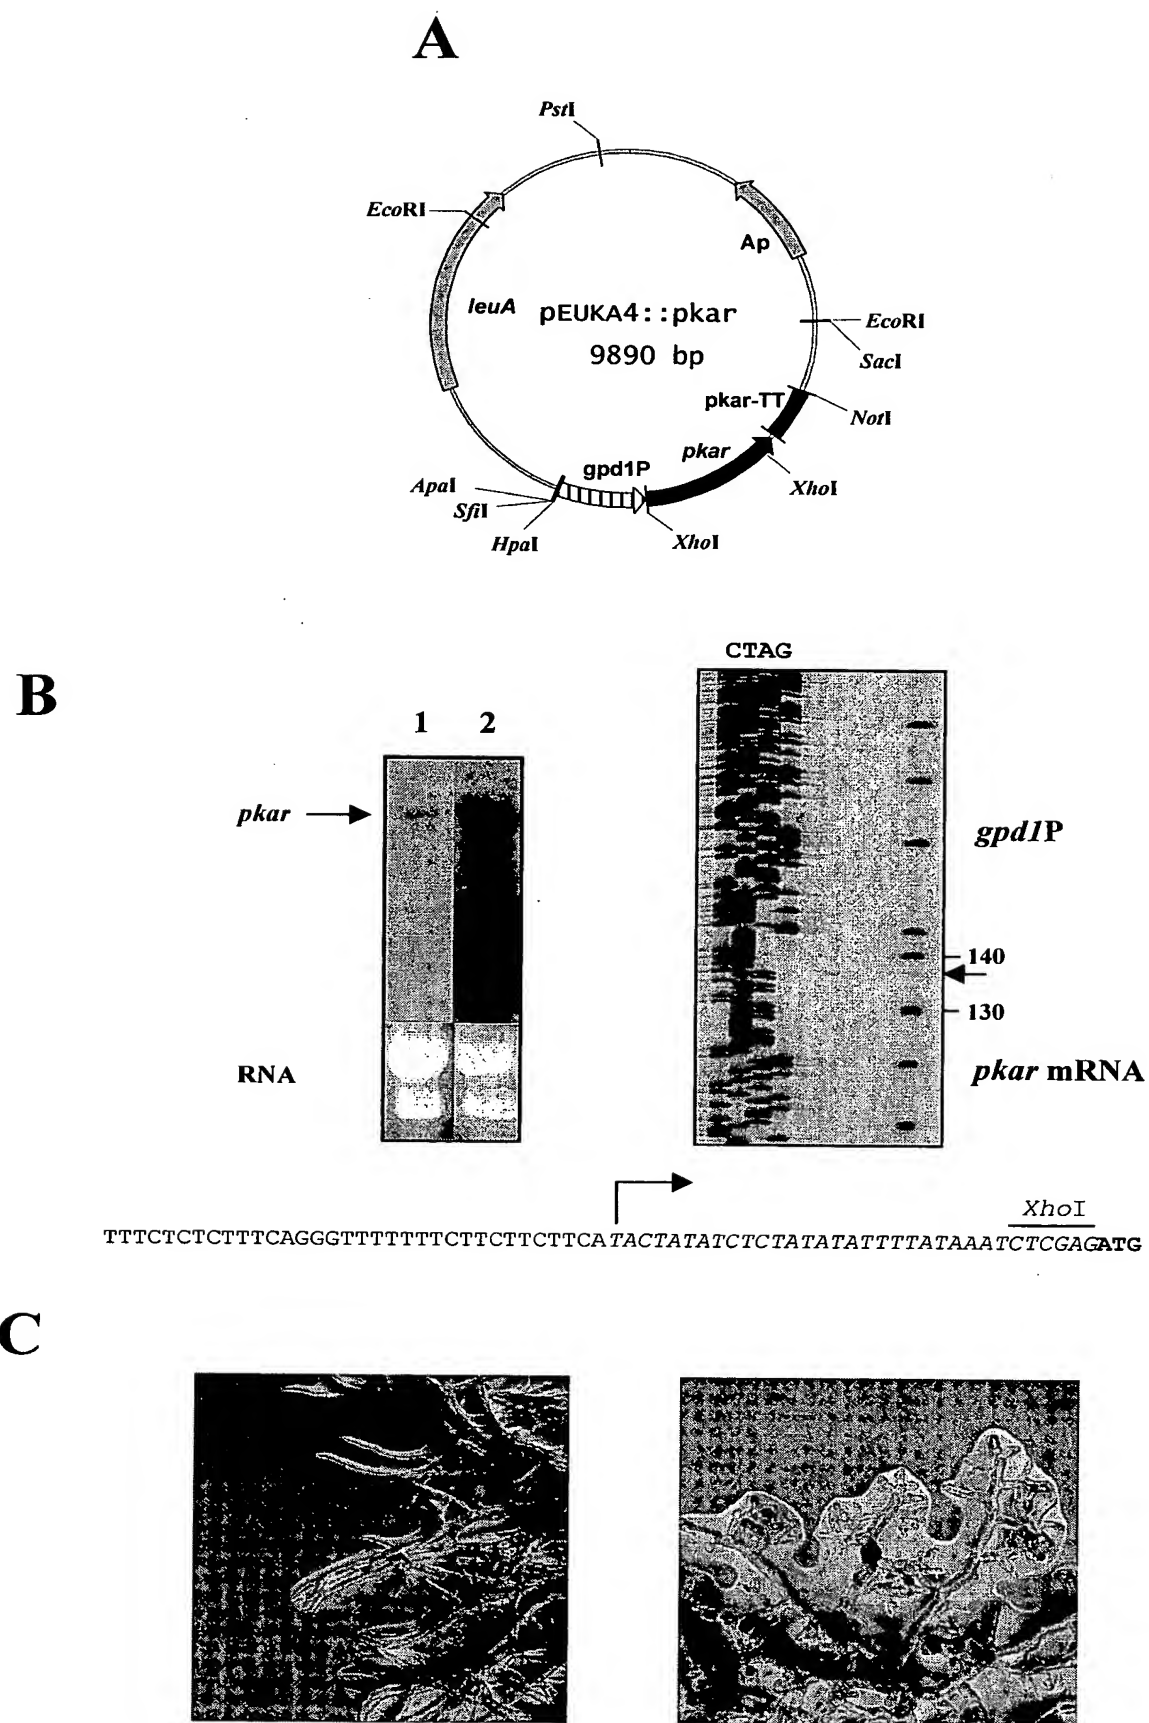 A
PstI
EcoRI
Ap
leuA
pEUKA4::pkar
9890 bp
EcoRI
SacI
pkar-TT
NotI
pkar
gpd1P
XhoI
ApaI
SfiI
HpaI
XhoI
B
CTAG
1 2
pkar
gpd1P
140
130
RNA
pkar mRNA
XhoI
TTTCTCTCTTTCAGGGTTTTTTTCTTCTTCTTCATACTATATCTCTATATATTTTATAAATCTCGAGATG
C